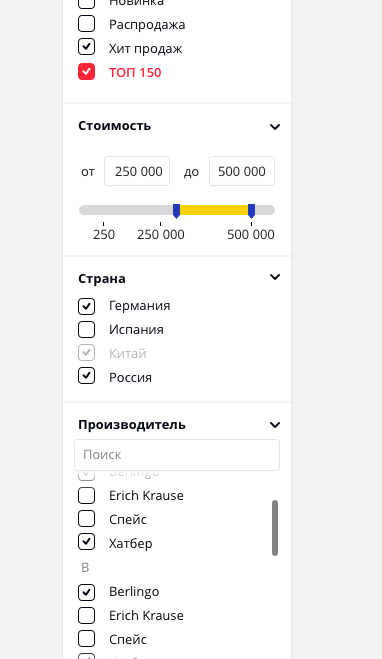 Новинка
Распродажа
Хит продаж
ТОП 150
Стоимость
от 250 000 до 500 000
250 250 000 500 000
Страна
Германия
Испания
Китай
Россия
Производитель
Поиск
Berlingo
Erich Krause
Спейс
Хатбер
B
Berlingo
Erich Krause
Спейс